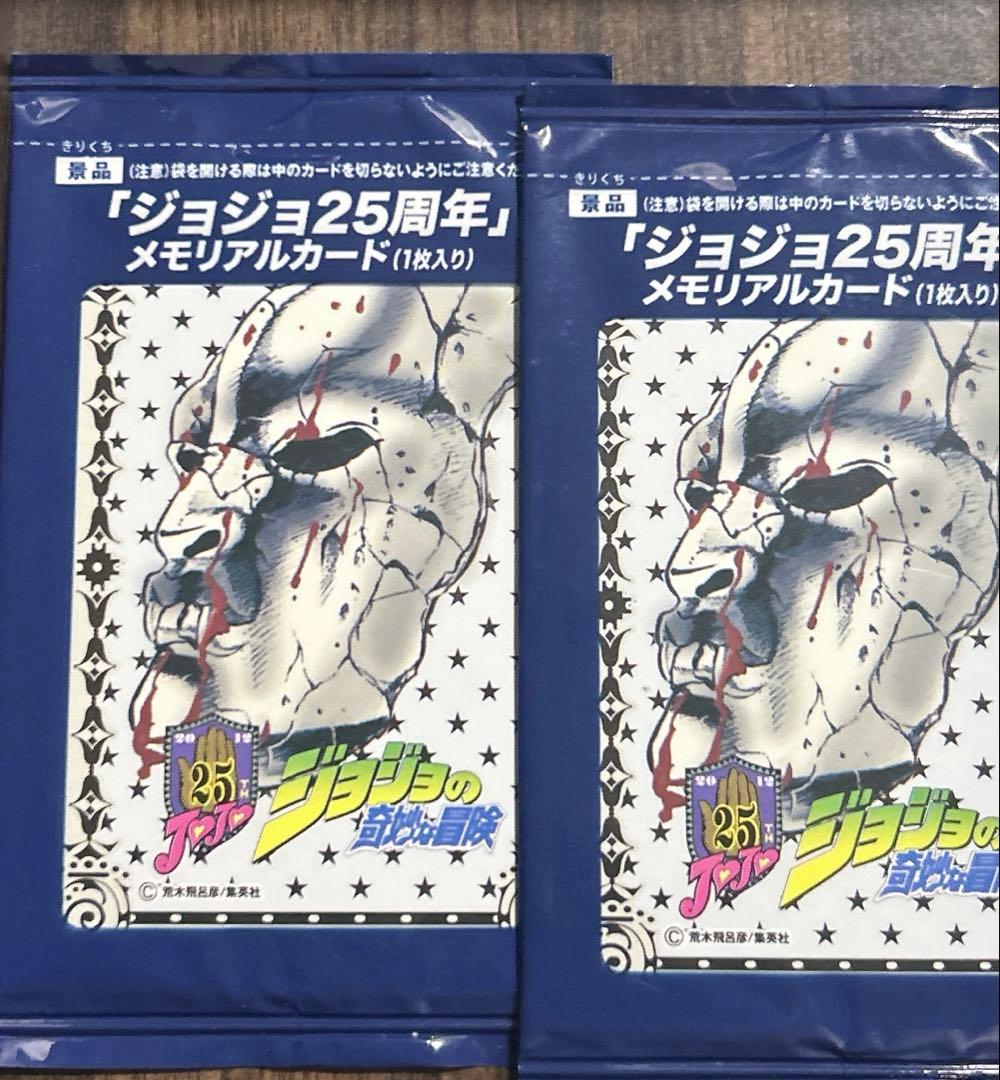 きりくち
景品 (注意)袋を開ける際は中のカードを切らないようにご注意くだ
「ジョジョ25周年」
メモリアルカード(1枚入り)
2012
25TH
JOJO
ジョジョの
奇妙な冒険
©荒木飛呂彦/集英社
きりくち
景品 (注意)袋を開ける際は中のカードを切らないようにご注
「ジョジョ25周年
メモリアルカード(1枚入り)
2012
25TH
JOJO
ジョジョの
奇妙な冒
©荒木飛呂彦/集英社